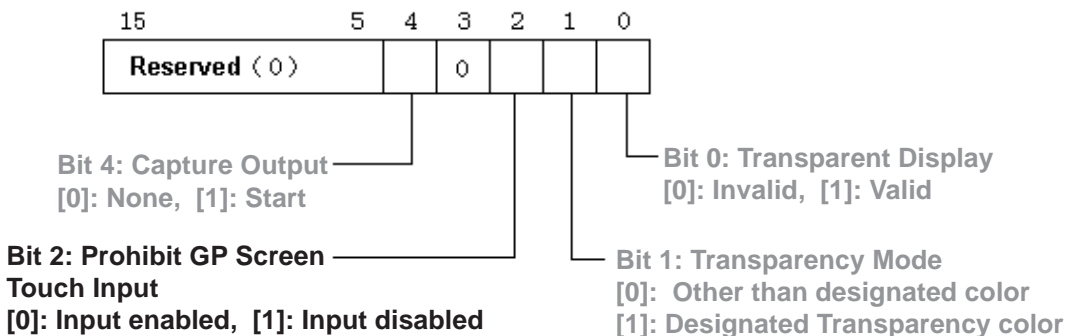 15 5 4 3 2 1 0
Reserved (0) 0
Bit 4: Capture Output
[0]: None, [1]: Start
Bit 0: Transparent Display
[0]: Invalid, [1]: Valid
Bit 2: Prohibit GP Screen
Touch Input
[0]: Input enabled, [1]: Input disabled
Bit 1: Transparency Mode
[0]: Other than designated color
[1]: Designated Transparency color